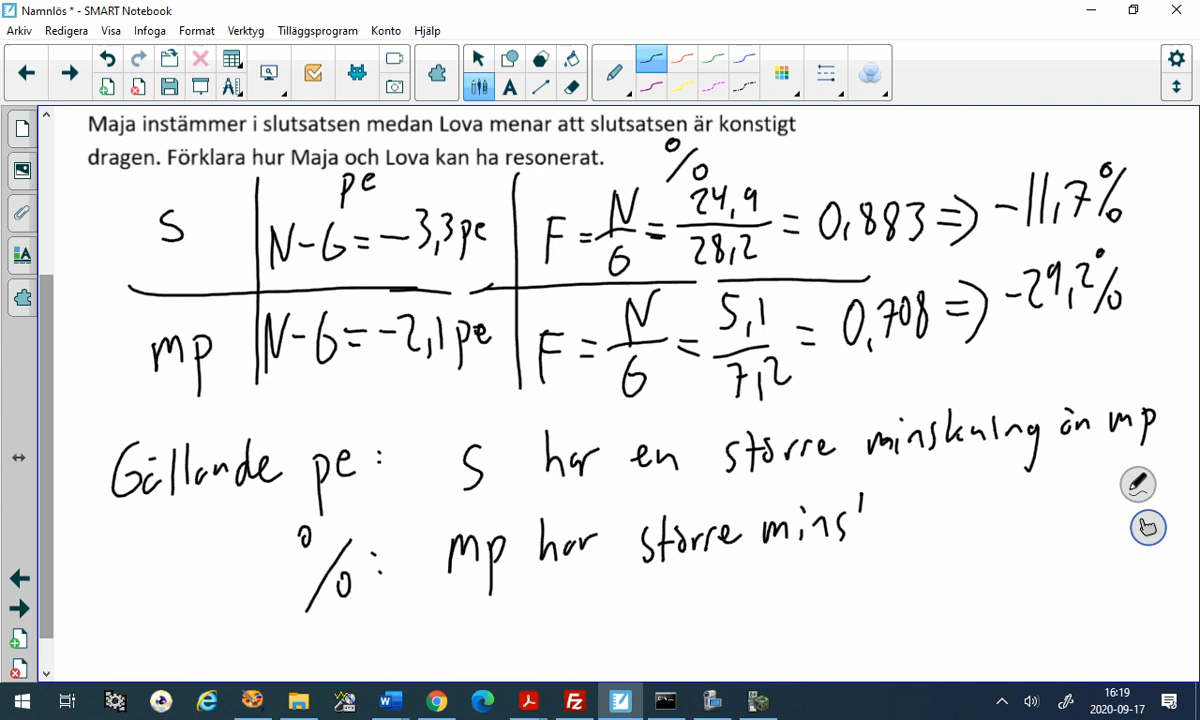 Namnlös * - SMART Notebook
Arkiv Redigera Visa Infoga Format Verktyg Tilläggsprogram Konto Hjälp
Maja instämmer i slutsatsen medan Lova menar att slutsatsen är konstigt
dragen. Förklara hur Maja och Lova kan ha resonerat.
pe %
S N-G=-3,3pe F=N/G=24,9/28,2=0,883⇒ -11,7%
mp N-G=-2,1pe F=N/G=5,1/7,2=0,708⇒ -29,2%
Gällande pe: S har en större minskning än mp
%: mp har större mins
16:19
2020-09-17